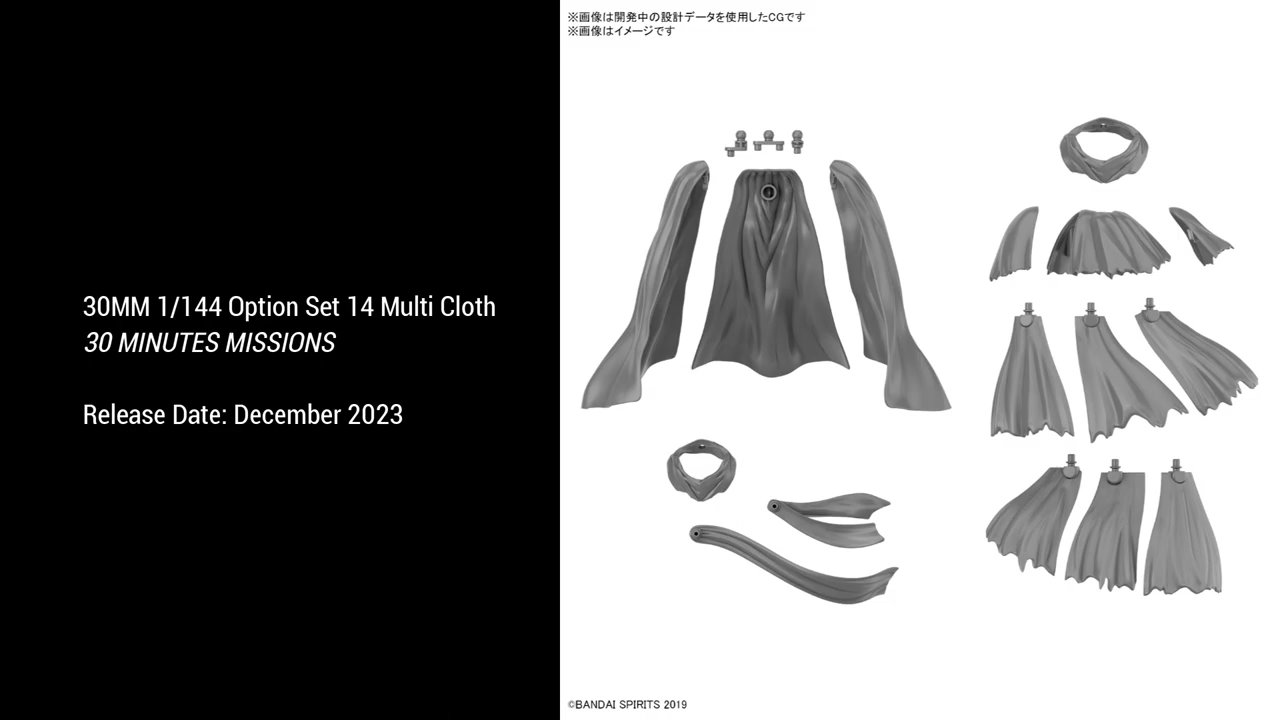 30MM 1/144 Option Set 14 Multi Cloth
30 MINUTES MISSIONS
Release Date: December 2023
※画像は開発中の設計データを使用したCGです
※画像はイメージです
©BANDAI SPIRITS 2019